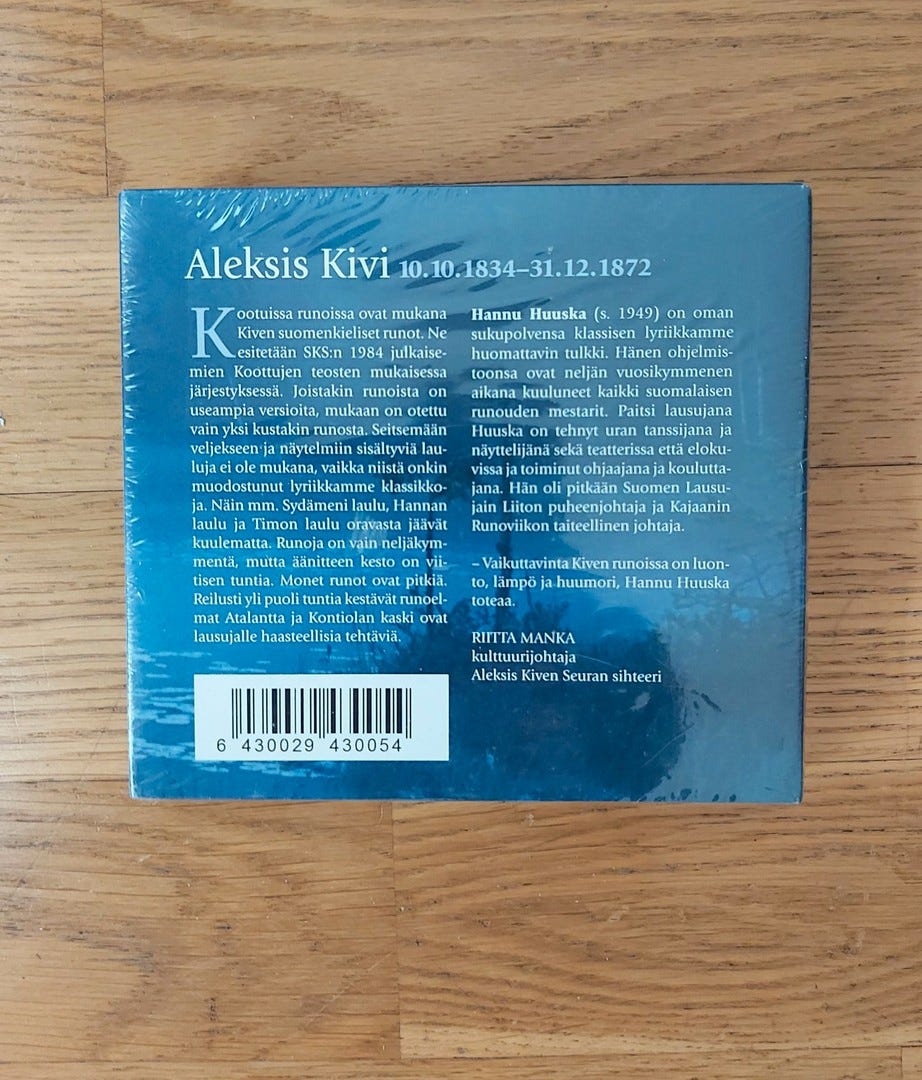 Aleksis Kivi 10.10.1834–31.12.1872
Kootuissa runoissa ovat mukana
Kiven suomenkieliset runot. Ne
esitetään SKS:n 1984 julkaise-
mien Koottujen teosten mukaisessa
järjestyksessä. Joistakin runoista on
useampia versioita, mukaan on otettu
vain yksi kustakin runosta. Seitsemään
veljekseen ja näytelmiin sisältyviä lau-
luja ei ole mukana, vaikka niistä onkin
muodostunut lyriikkamme klassikko-
ja. Näin mm. Sydämeni laulu, Hannan
laulu ja Timon laulu oravasta jäävät
kuulematta. Runoja on vain neljäkym-
mentä, mutta äänitteen kesto on vii-
tisen tuntia. Monet runot ovat pitkiä.
Reilusti yli puoli tuntia kestävät runoel-
mat Atalantta ja Kontiolan kaski ovat
lausujalle haasteellisia tehtäviä.
Hannu Huuska (s. 1949) on oman
sukupolvensa klassisen lyriikkamme
huomattavin tulkki. Hänen ohjelmis-
toonsa ovat neljän vuosikymmenen
aikana kuuluneet kaikki suomalaisen
runouden mestarit. Paitsi lausujana
Huuska on tehnyt uran tanssijana ja
näyttelijänä sekä teatterissa että eloku-
vissa ja toiminut ohjaajana ja koulutta-
jana. Hän oli pitkään Suomen Lausu-
jain Liiton puheenjohtaja ja Kajaanin
Runoviikon taiteellinen johtaja.
– Vaikuttavinta Kiven runoissa on luon-
to, lämpö ja huumori, Hannu Huuska
toteaa.
RIITTA MANKA
kulttuurijohtaja
Aleksis Kiven Seuran sihteeri
6 430029 430054